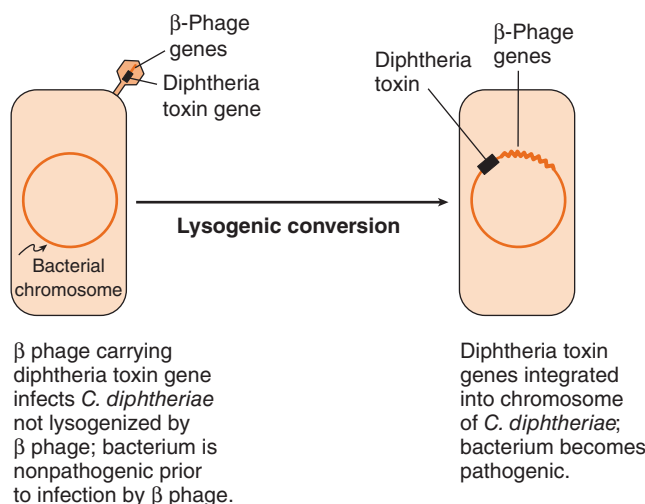 β-Phage
genes
Diphtheria
toxin gene
Bacterial
chromosome
Lysogenic conversion
β-Phage
genes
Diphtheria
toxin
β phage carrying
diphtheria toxin gene
infects C. diphtheriae
not lysogenized by
β phage; bacterium is
nonpathogenic prior
to infection by β phage.
Diphtheria toxin
genes integrated
into chromosome
of C. diphtheriae;
bacterium becomes
pathogenic.